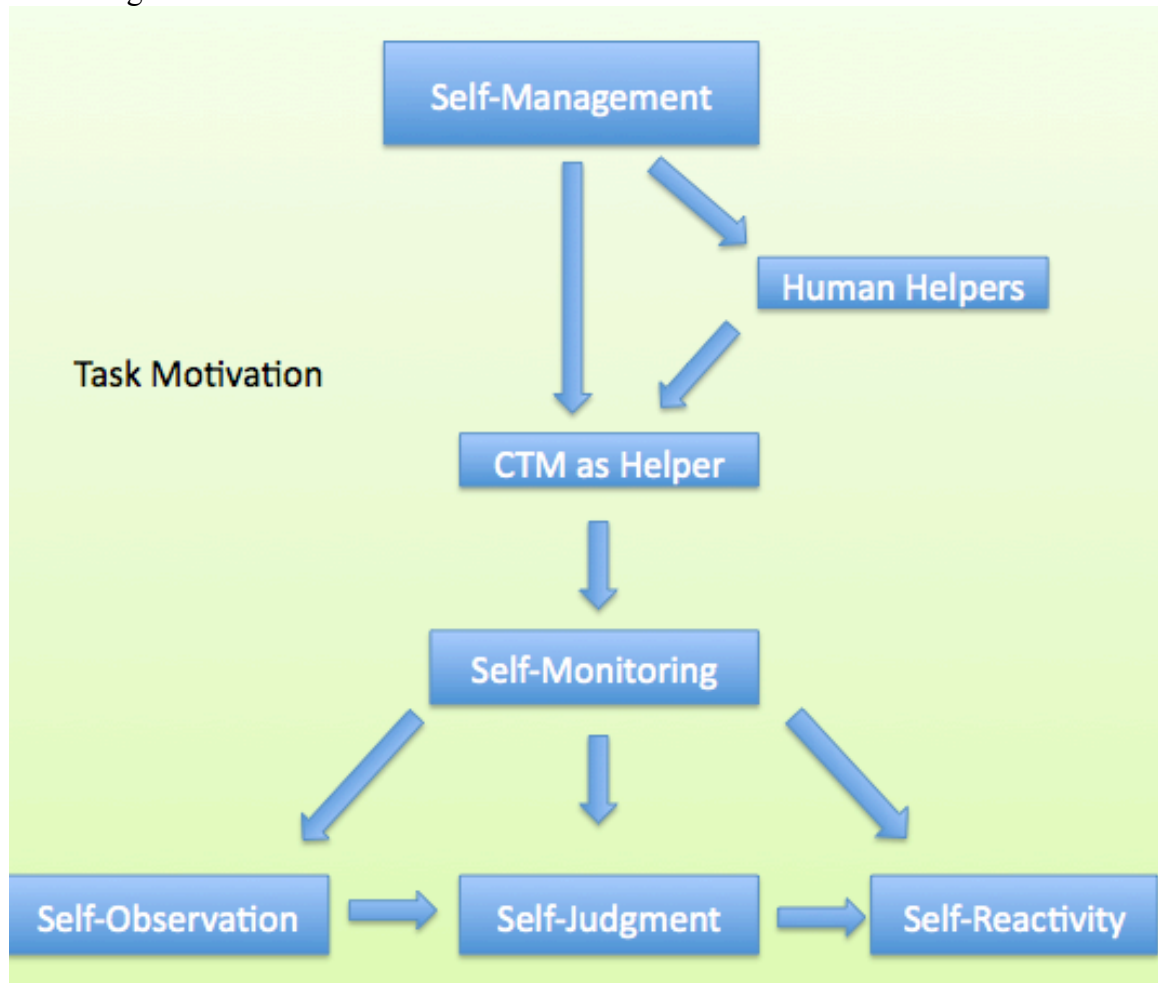 Self-Management
Human Helpers
Task Motivation
CTM as Helper
Self-Monitoring
Self-Observation
Self-Judgment
Self-Reactivity